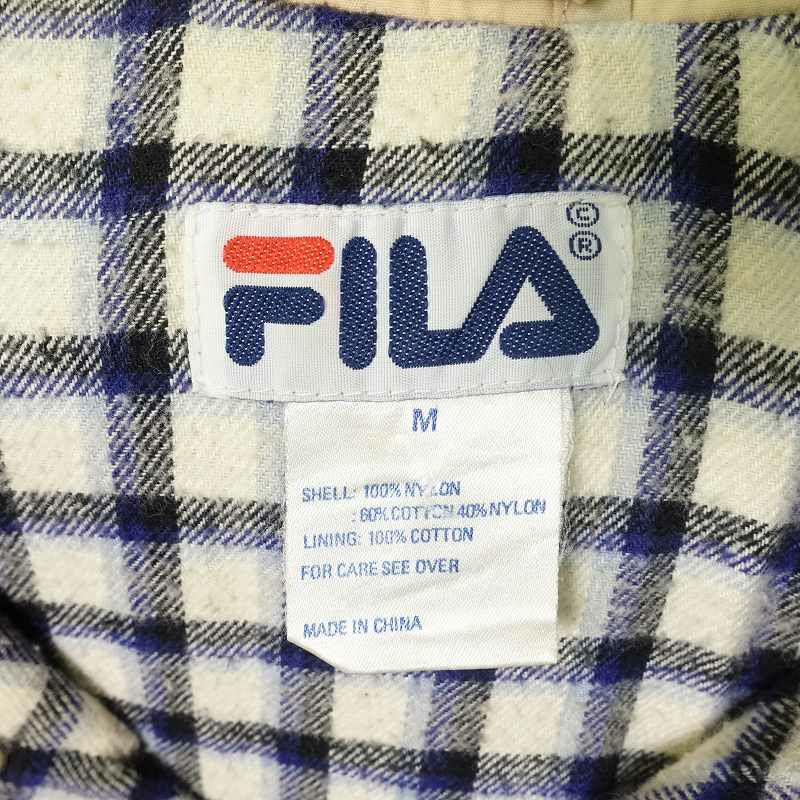 FILA
©
®
M
SHELL: 100% NYLON
: 60% COTTON 40% NYLON
LINING: 100% COTTON
FOR CARE SEE OVER
MADE IN CHINA